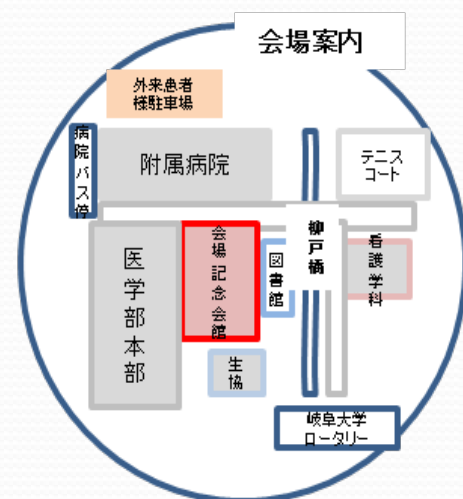 会場案内
外来患者
様駐車場
病院バス停
附属病院
テニス
コート
柳戸橋
会場記念会館
図書館
看護学科
医学部本部
生協
岐阜大学
ロータリー